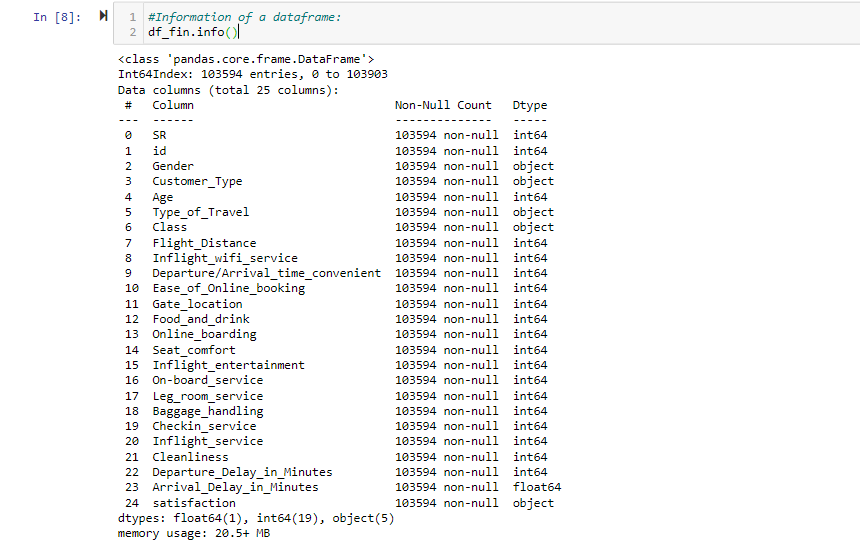 In [8]:
1 #Information of a dataframe:
2 df_fin.info()
<class 'pandas.core.frame.DataFrame'>
Int64Index: 103594 entries, 0 to 103903
Data columns (total 25 columns):
 #   Column                             Non-Null Count   Dtype
---  ------                             --------------   -----
 0   SR                                 103594 non-null  int64
 1   id                                 103594 non-null  int64
 2   Gender                             103594 non-null  object
 3   Customer_Type                      103594 non-null  object
 4   Age                                103594 non-null  int64
 5   Type_of_Travel                     103594 non-null  object
 6   Class                              103594 non-null  object
 7   Flight_Distance                    103594 non-null  int64
 8   Inflight_wifi_service              103594 non-null  int64
 9   Departure/Arrival_time_convenient  103594 non-null  int64
 10  Ease_of_Online_booking             103594 non-null  int64
 11  Gate_location                      103594 non-null  int64
 12  Food_and_drink                     103594 non-null  int64
 13  Online_boarding                    103594 non-null  int64
 14  Seat_comfort                       103594 non-null  int64
 15  Inflight_entertainment             103594 non-null  int64
 16  On-board_service                   103594 non-null  int64
 17  Leg_room_service                   103594 non-null  int64
 18  Baggage_handling                   103594 non-null  int64
 19  Checkin_service                    103594 non-null  int64
 20  Inflight_service                   103594 non-null  int64
 21  Cleanliness                        103594 non-null  int64
 22  Departure_Delay_in_Minutes         103594 non-null  int64
 23  Arrival_Delay_in_Minutes           103594 non-null  float64
 24  satisfaction                       103594 non-null  object
dtypes: float64(1), int64(19), object(5)
memory usage: 20.5+ MB